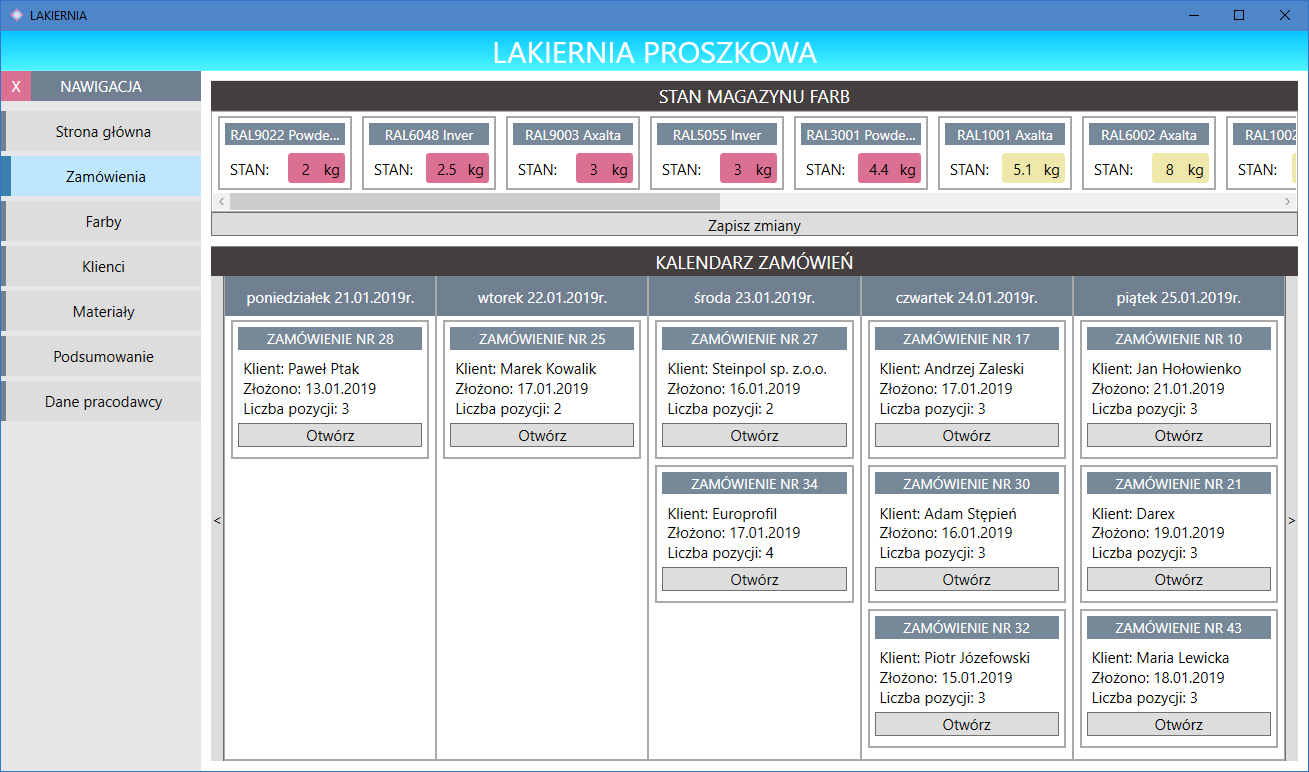 LAKIERNIA
LAKIERNIA PROSZKOWA
X NAWIGACJA
Strona główna
Zamówienia
Farby
Klienci
Materiały
Podsumowanie
Dane pracodawcy
STAN MAGAZYNU FARB
RAL9022 Powde...
STAN: 2 kg
RAL6048 Inver
STAN: 2.5 kg
RAL9003 Axalta
STAN: 3 kg
RAL5055 Inver
STAN: 3 kg
RAL3001 Powde...
STAN: 4.4 kg
RAL1001 Axalta
STAN: 5.1 kg
RAL6002 Axalta
STAN: 8 kg
RAL1002
STAN:
Zapisz zmiany
KALENDARZ ZAMÓWIEŃ
<
poniedziałek 21.01.2019r.
ZAMÓWIENIE NR 28
Klient: Paweł Ptak
Złożono: 13.01.2019
Liczba pozycji: 3
Otwórz
wtorek 22.01.2019r.
ZAMÓWIENIE NR 25
Klient: Marek Kowalik
Złożono: 17.01.2019
Liczba pozycji: 2
Otwórz
środa 23.01.2019r.
ZAMÓWIENIE NR 27
Klient: Steinpol sp. z.o.o.
Złożono: 16.01.2019
Liczba pozycji: 2
Otwórz
ZAMÓWIENIE NR 34
Klient: Europrofil
Złożono: 17.01.2019
Liczba pozycji: 4
Otwórz
czwartek 24.01.2019r.
ZAMÓWIENIE NR 17
Klient: Andrzej Zaleski
Złożono: 17.01.2019
Liczba pozycji: 3
Otwórz
ZAMÓWIENIE NR 30
Klient: Adam Stępień
Złożono: 16.01.2019
Liczba pozycji: 3
Otwórz
ZAMÓWIENIE NR 32
Klient: Piotr Józefowski
Złożono: 15.01.2019
Liczba pozycji: 3
Otwórz
piątek 25.01.2019r.
ZAMÓWIENIE NR 10
Klient: Jan Hołowienko
Złożono: 21.01.2019
Liczba pozycji: 3
Otwórz
ZAMÓWIENIE NR 21
Klient: Darex
Złożono: 19.01.2019
Liczba pozycji: 3
Otwórz
ZAMÓWIENIE NR 43
Klient: Maria Lewicka
Złożono: 18.01.2019
Liczba pozycji: 3
Otwórz
>